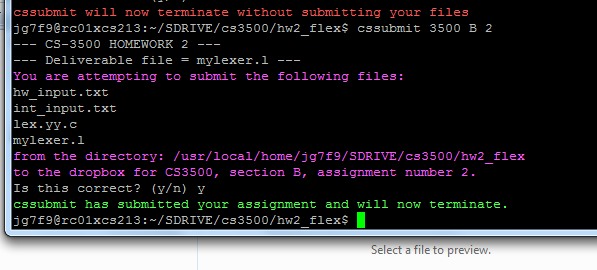 cssubmit will now terminate without submitting your files
jg7f9@rc01xcs213:~/SDRIVE/cs3500/hw2_flex$ cssubmit 3500 B 2
--- CS-3500 HOMEWORK 2 ---
--- Deliverable file = mylexer.l ---
You are attempting to submit the following files:
hw_input.txt
int_input.txt
lex.yy.c
mylexer.l
from the directory: /usr/local/home/jg7f9/SDRIVE/cs3500/hw2_flex
to the dropbox for CS3500, section B, assignment number 2.
Is this correct? (y/n) y
cssubmit has submitted your assignment and will now terminate.
jg7f9@rc01xcs213:~/SDRIVE/cs3500/hw2_flex$
Select a file to preview.